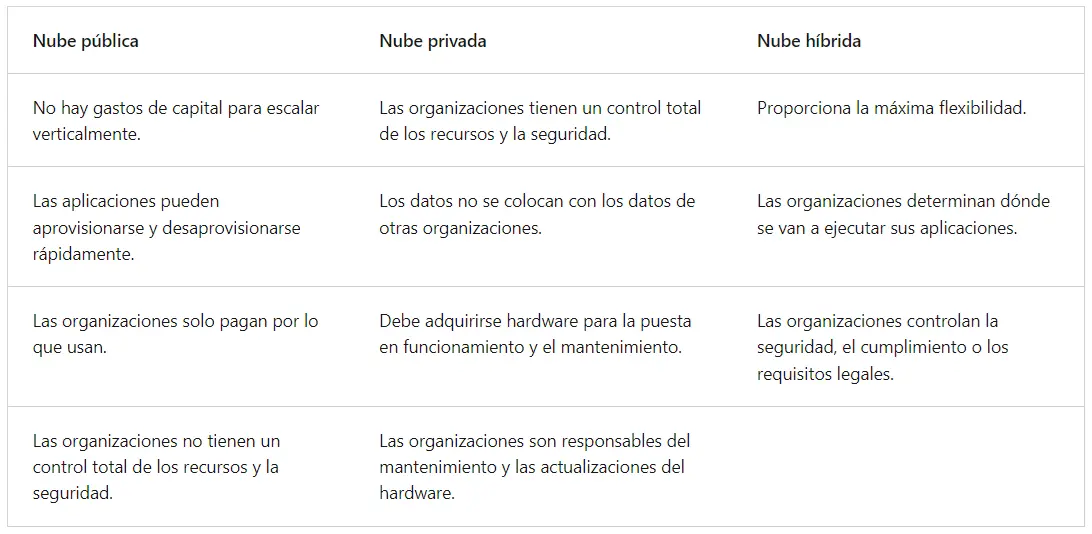 Nube pública
Nube privada
Nube híbrida
No hay gastos de capital para escalar
verticalmente.
Las organizaciones tienen un control total
de los recursos y la seguridad.
Proporciona la máxima flexibilidad.
Las aplicaciones pueden
aprovisionarse y desaprovisionarse
rápidamente.
Los datos no se colocan con los datos de
otras organizaciones.
Las organizaciones determinan dónde
se van a ejecutar sus aplicaciones.
Las organizaciones solo pagan por lo
que usan.
Debe adquirirse hardware para la puesta
en funcionamiento y el mantenimiento.
Las organizaciones controlan la
seguridad, el cumplimiento o los
requisitos legales.
Las organizaciones no tienen un
control total de los recursos y la
seguridad.
Las organizaciones son responsables del
mantenimiento y las actualizaciones del
hardware.